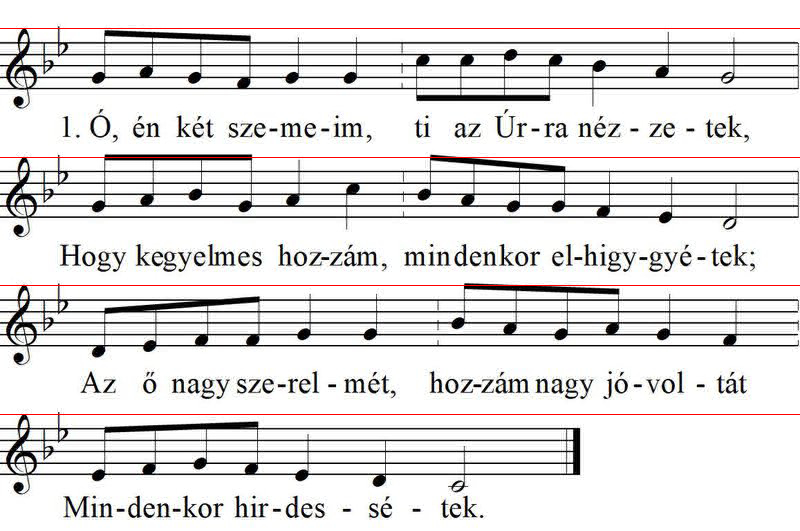 1. Ó, én két sze-me-im, ti az Úr-ra néz - ze - tek,
Hogy kegyelmes hoz-zám, mindenkor el-higy-gyé-tek;
Az ő nagy sze-rel-mét, hoz-zám nagy jó-vol-tát
Min-den-kor hir-des - sé - tek.